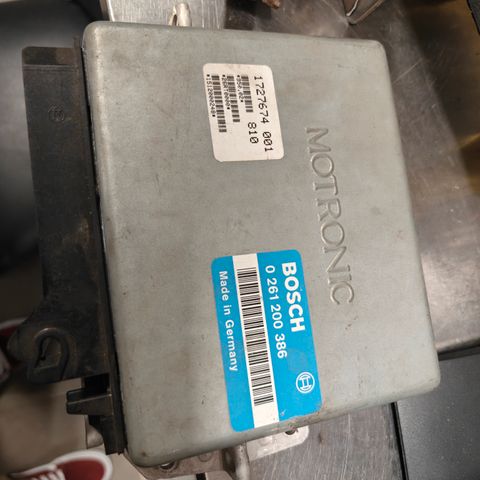 1727674 001
810
MOTRONIC
BOSCH
0 261 200 386
Made in Germany